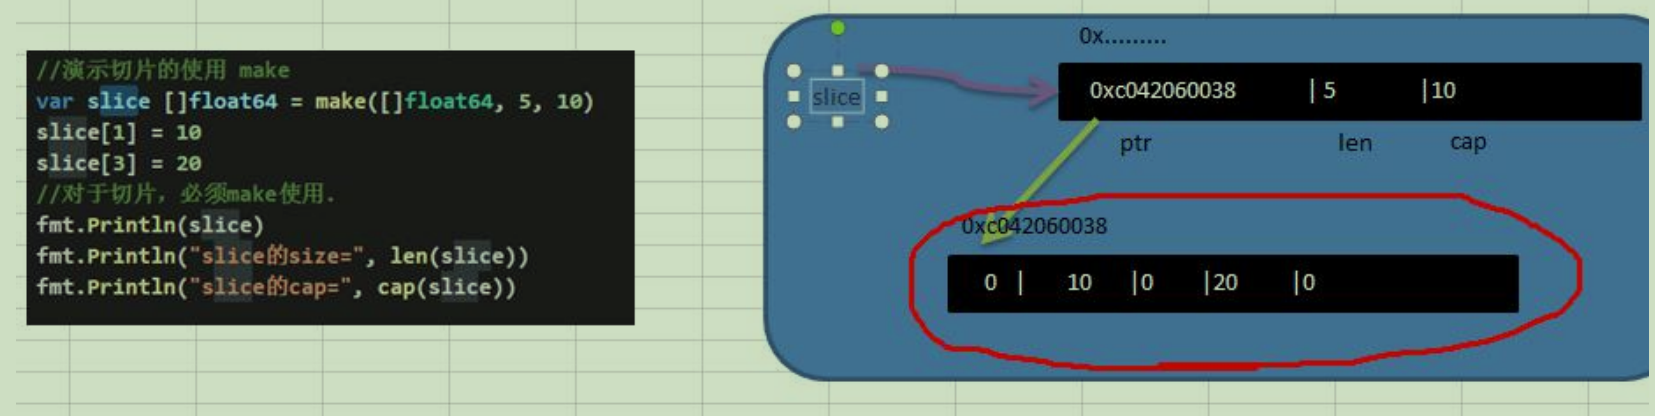 //演示切片的使用 make
var slice []float64 = make([]float64, 5, 10)
slice[1] = 10
slice[3] = 20
//对于切片，必须make使用.
fmt.Println(slice)
fmt.Println("slice的size=", len(slice))
fmt.Println("slice的cap=", cap(slice))
0x.........
slice
0xc042060038 |5 |10
ptr len cap
0xc042060038
0 | 10 |0 |20 |0